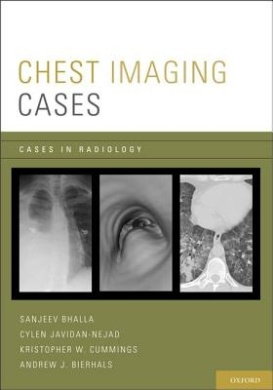 CHEST IMAGING
CASES
CASES IN RADIOLOGY
SANJEEV BHALLA
CYLEN JAVIDAN-NEJAD
KRISTOPHER W. CUMMINGS
ANDREW J. BIERHALS
OXFORD